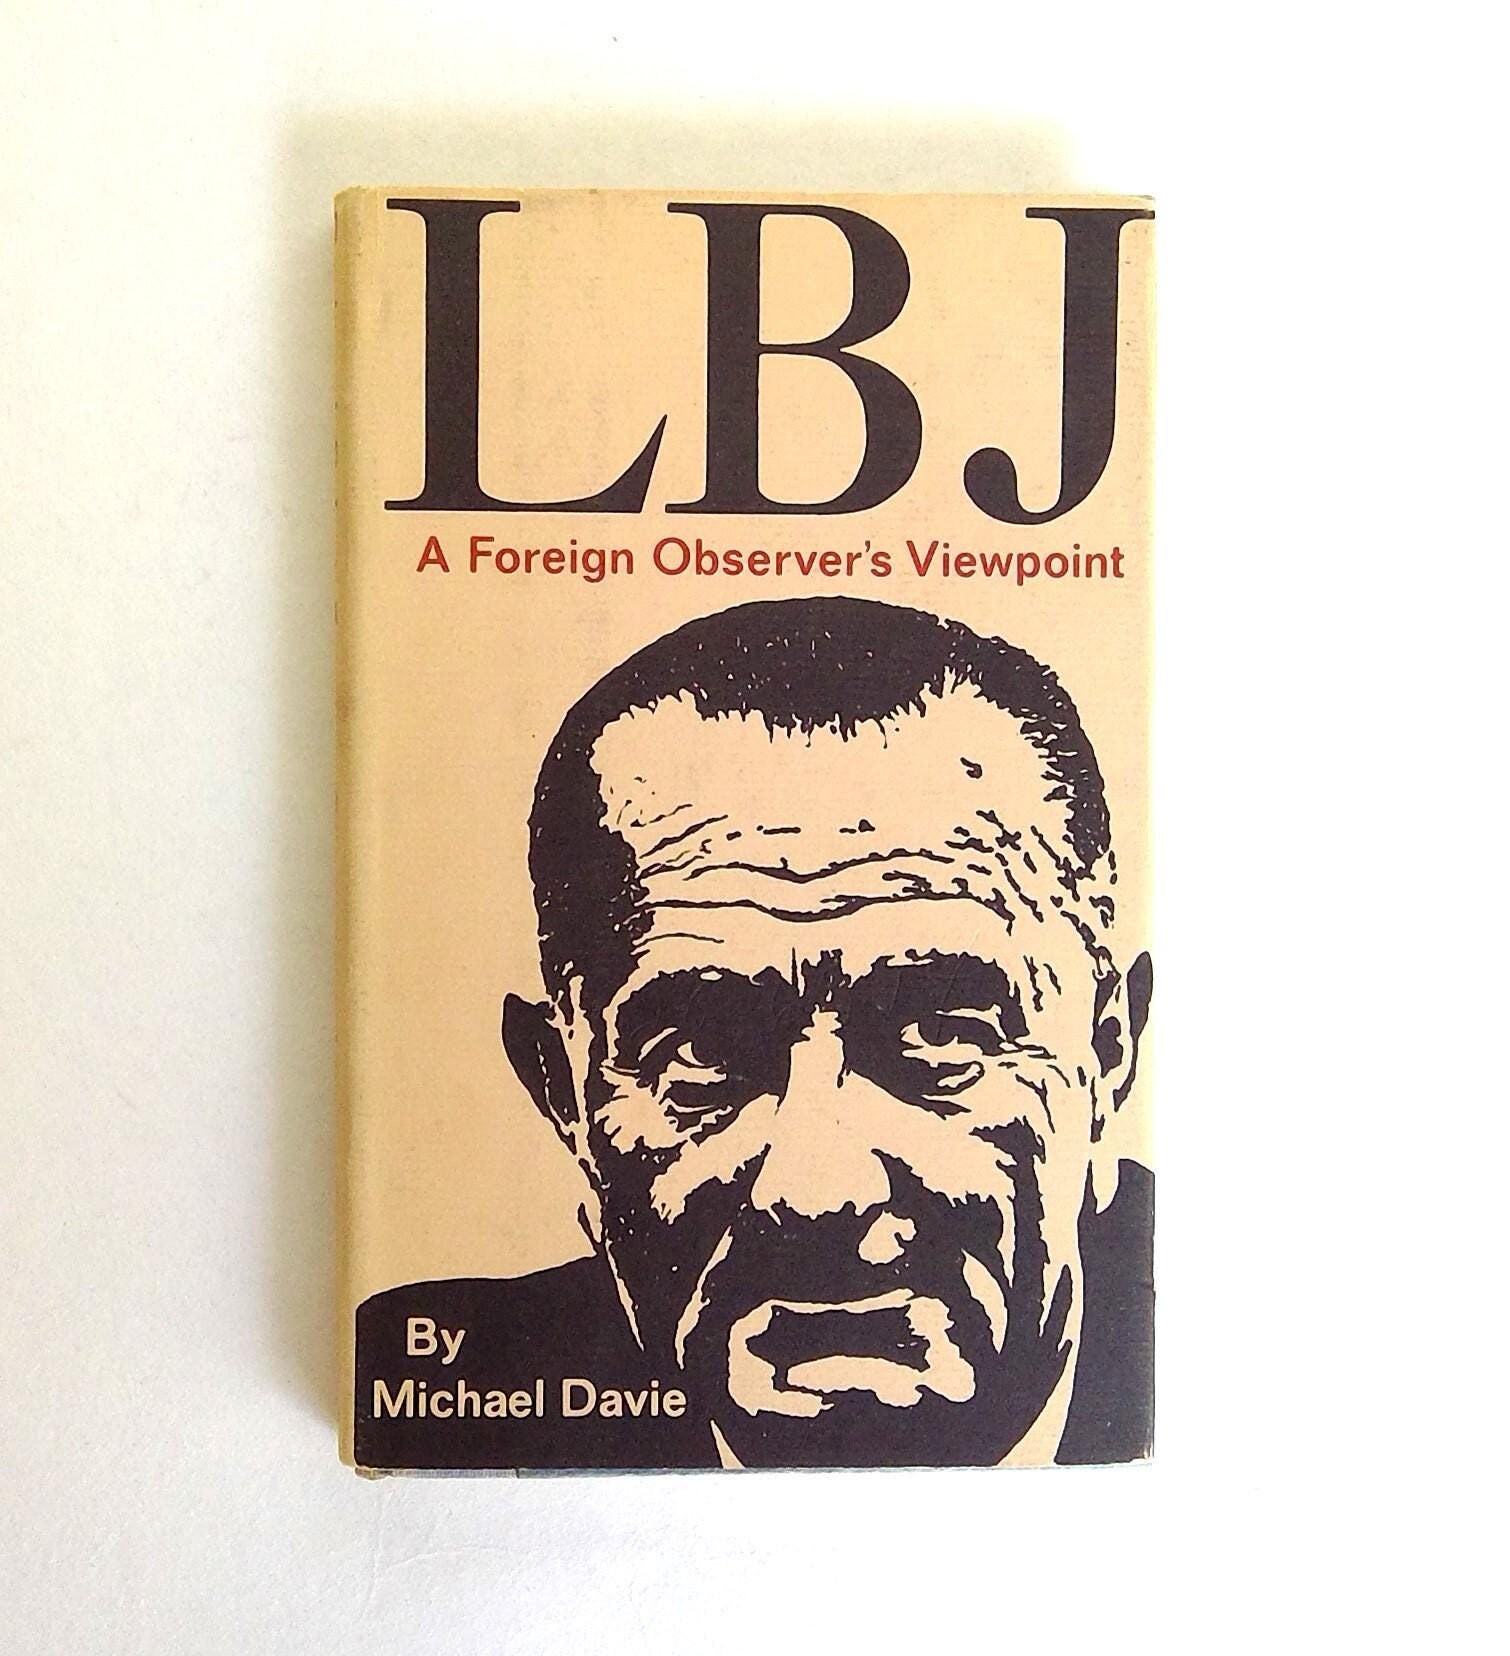 LBJ
A Foreign Observer's Viewpoint
By
Michael Davie